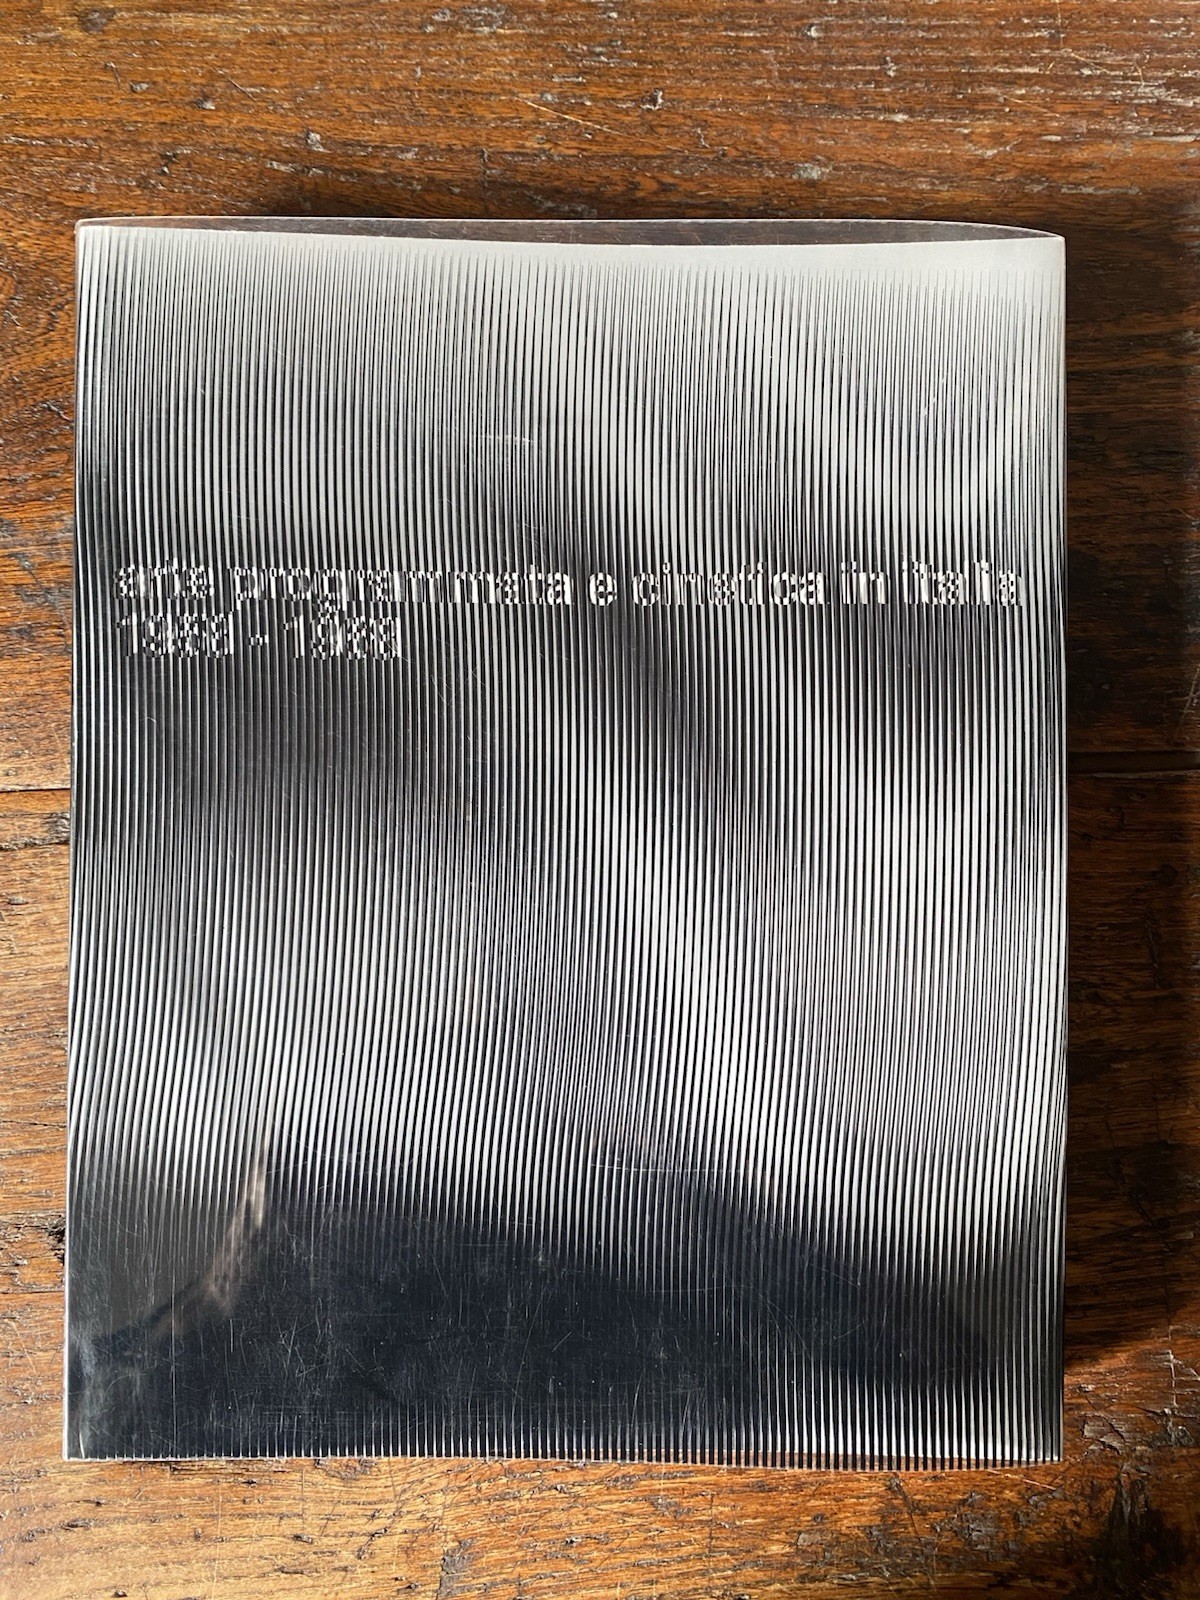 arte programmata e cinetica in italia
1958 - 1968